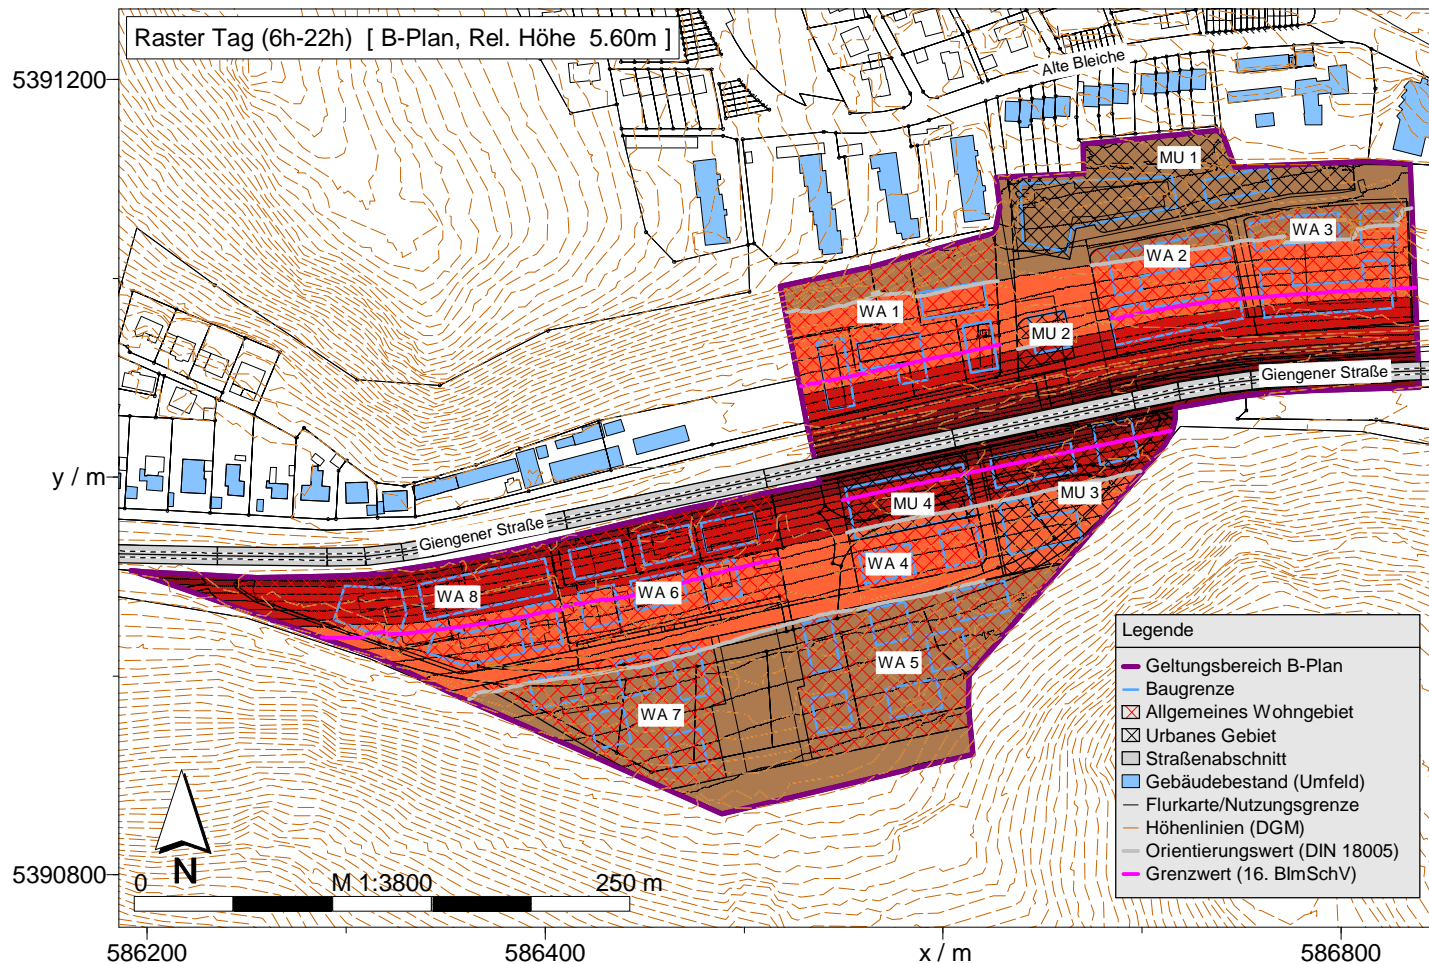 Raster Tag (6h-22h) [ B-Plan, Rel. Höhe 5.60m ]
5391200
Alte Bleiche
MU 1
WA 3
WA 2
WA 1
MU 2
Giengener Straße
y / m
MU 3
MU 4
Giengener Straße
WA 4
WA 6
WA 8
WA 5
WA 7
Legende
Geltungsbereich B-Plan
Baugrenze
Allgemeines Wohngebiet
Urbanes Gebiet
Straßenabschnitt
Gebäudebestand (Umfeld)
Flurkarte/Nutzungsgrenze
Höhenlinien (DGM)
Orientierungswert (DIN 18005)
Grenzwert (16. BImSchV)
N
5390800
0 M 1:3800 250 m
586200 586400 x / m 586800